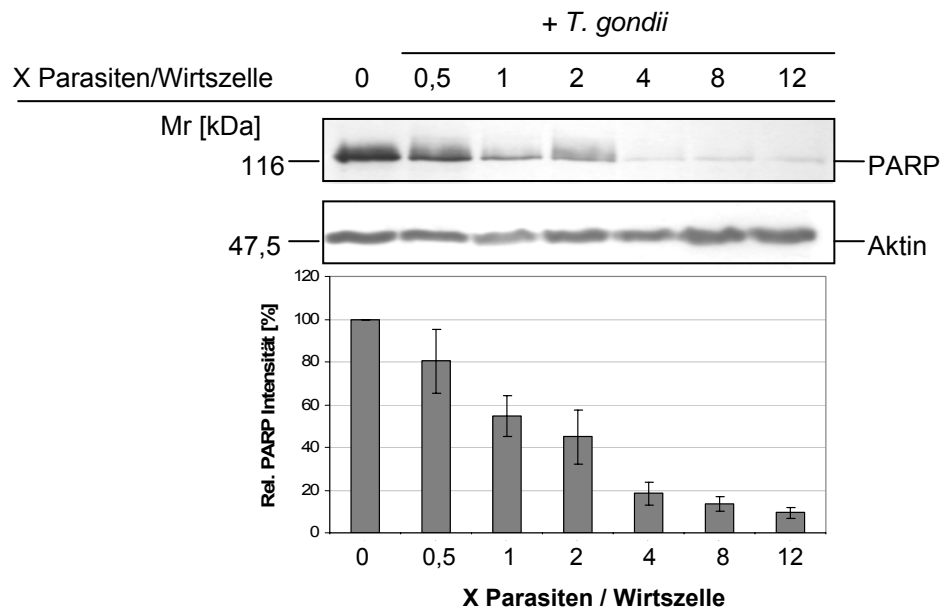 + T. gondii
X Parasiten/Wirtszelle 0 0,5 1 2 4 8 12
Mr [kDa]
116 PARP
47,5 Aktin
Rel. PARP Intensität [%]
120
100
80
60
40
20
0
0 0,5 1 2 4 8 12
X Parasiten / Wirtszelle